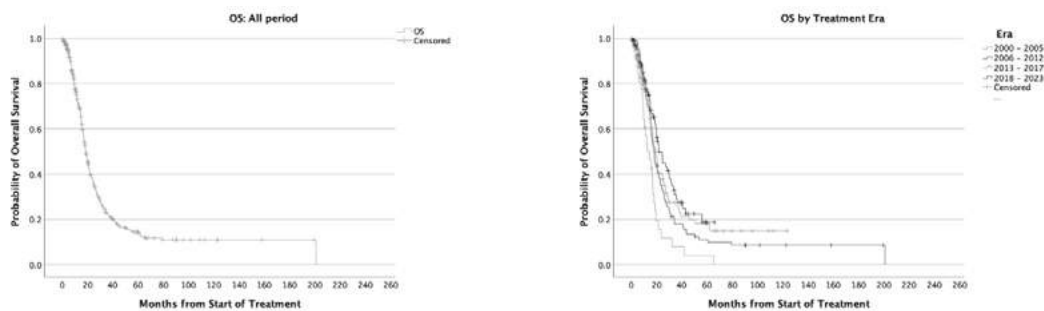 OS: All period
OS
Censored
1.0
0.8
0.6
0.4
0.2
0.0
Probability of Overall Survival
0 20 40 60 80 100 120 140 160 180 200 220 240 260
Months from Start of Treatment
OS by Treatment Era
Era
2000 - 2005
2006 - 2012
2013 - 2017
2018 - 2023
Censored
1.0
0.8
0.6
0.4
0.2
0.0
Probability of Overall Survival
0 20 40 60 80 100 120 140 160 180 200 220 240 260
Months from Start of Treatment